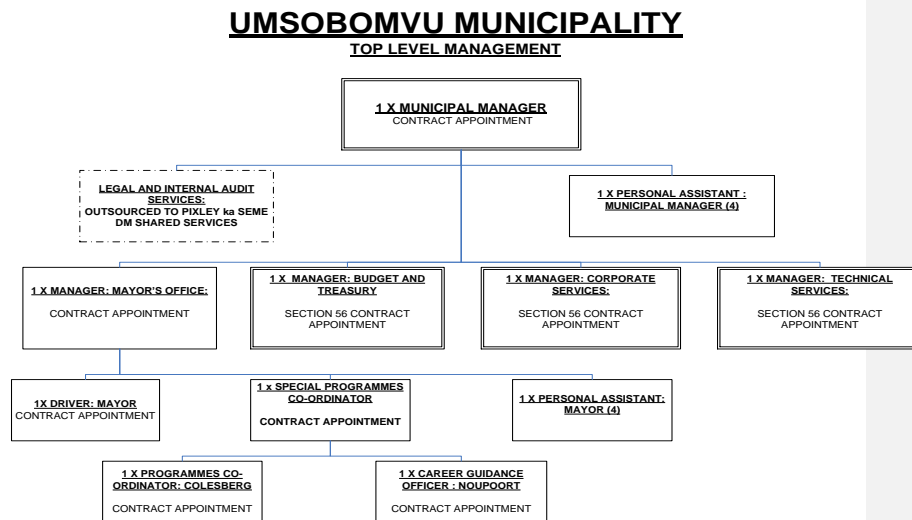 UMSOBOMVU MUNICIPALITY
TOP LEVEL MANAGEMENT
1 X MUNICIPAL MANAGER
CONTRACT APPOINTMENT
LEGAL AND INTERNAL AUDIT
SERVICES:
OUTSOURCED TO PIXLEY ka SEME
DM SHARED SERVICES
1 X PERSONAL ASSISTANT :
MUNICIPAL MANAGER (4)
1 X MANAGER: MAYOR'S OFFICE:
CONTRACT APPOINTMENT
1 X MANAGER: BUDGET AND
TREASURY
SECTION 56 CONTRACT
APPOINTMENT
1 X MANAGER: CORPORATE
SERVICES:
SECTION 56 CONTRACT
APPOINTMENT
1 X MANAGER: TECHNICAL
SERVICES:
SECTION 56 CONTRACT
APPOINTMENT
1X DRIVER: MAYOR
CONTRACT APPOINTMENT
1 x SPECIAL PROGRAMMES
CO-ORDINATOR
CONTRACT APPOINTMENT
1 X PERSONAL ASSISTANT:
MAYOR (4)
1 X PROGRAMMES CO-
ORDINATOR: COLESBERG
CONTRACT APPOINTMENT
1 X CAREER GUIDANCE
OFFICER : NOUPOORT
CONTRACT APPOINTMENT